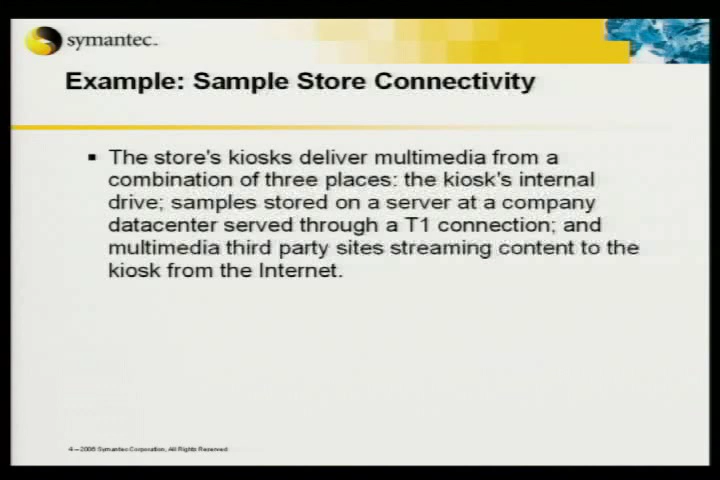 symantec.
Example: Sample Store Connectivity
▪ The store's kiosks deliver multimedia from a
combination of three places: the kiosk's internal
drive; samples stored on a server at a company
datacenter served through a T1 connection; and
multimedia third party sites streaming content to the
kiosk from the Internet.
4—2006 Symantec Corporation, All Rights Reserved